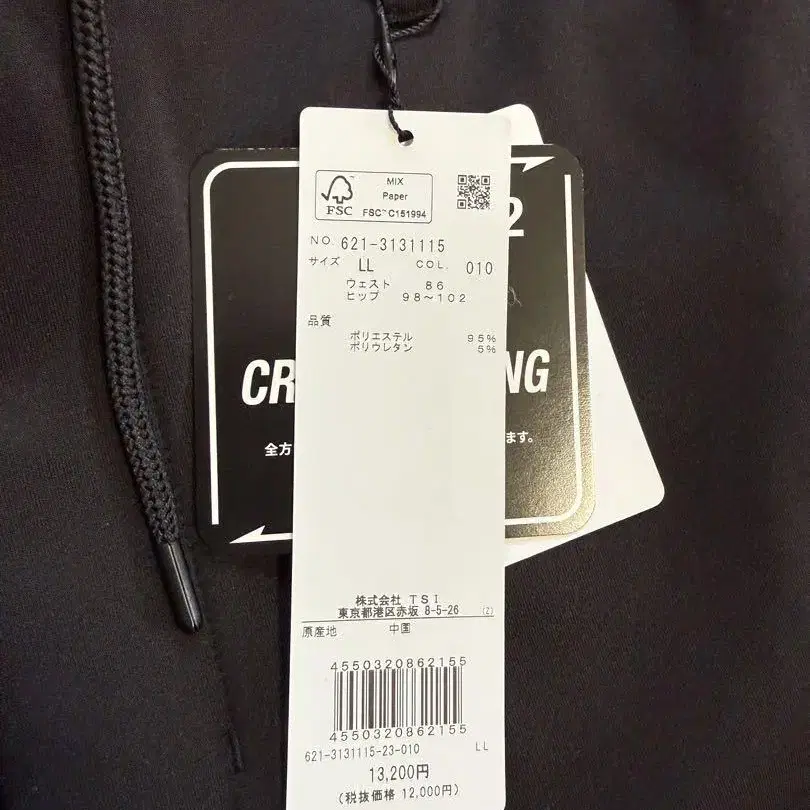 MIX
Paper
FSC™C151994
FSC
2
NO. 621-3131115
サイズ LL COL. 010
ウェスト 86
ヒップ 98〜102
品質
ポリエステル 95%
ポリウレタン 5%
CR
NG
全方
ます。
株式会社 TSI
東京都港区赤坂 8-5-26 (Z)
原産地 中国
4550320862155
4550320862155
621-3131115-23-010 LL
13,200円
(税抜価格 12,000円)